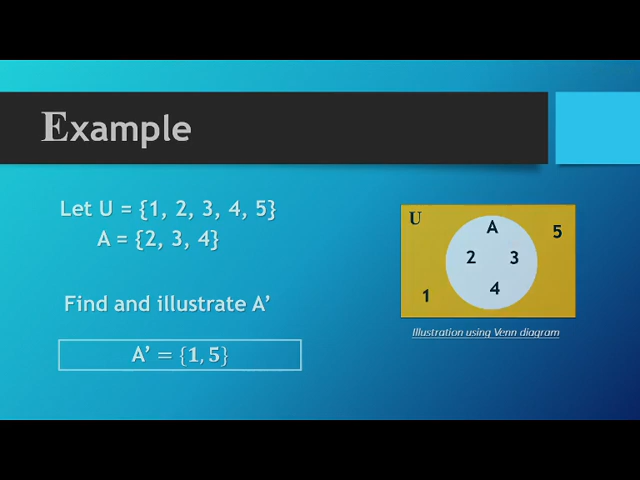 Example
Let U = {1, 2, 3, 4, 5}
A = {2, 3, 4}
Find and illustrate A’
A’ = {1, 5}
U
A
5
2 3
4
1
Illustration using Venn diagram